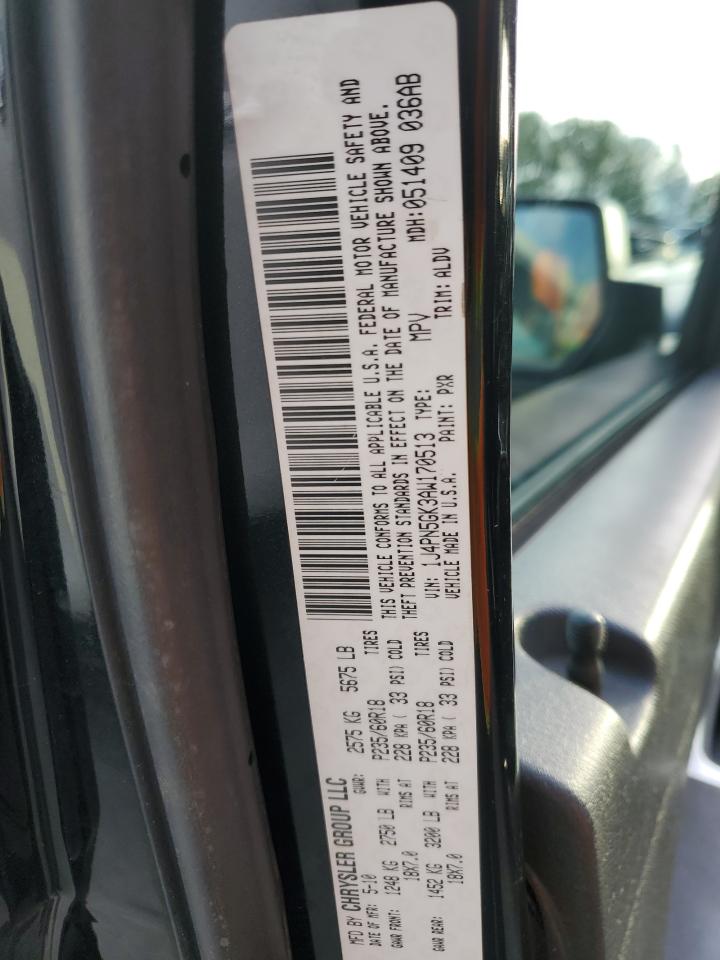 MFD BY CHRYSLER GROUP LLC
DATE OF MFR: 5-10 GVWR: 2575 KG 5675 LB
GAWR FRONT: 1248 KG 2750 LB WITH P235/60R18 TIRES
18X7.0 RIMS AT 228 KPA ( 33 PSI) COLD
GAWR REAR: 1452 KG 3200 LB WITH P235/60R18 TIRES
18X7.0 RIMS AT 228 KPA ( 33 PSI) COLD
THIS VEHICLE CONFORMS TO ALL APPLICABLE U.S.A. FEDERAL MOTOR VEHICLE SAFETY AND
THEFT PREVENTION STANDARDS IN EFFECT ON THE DATE OF MANUFACTURE SHOWN ABOVE.
VIN: 1J4PN5GK3AW170513 TYPE: MPV MDH:051409 036AB
VEHICLE MADE IN U.S.A. PAINT: PXR TRIM: ALDV